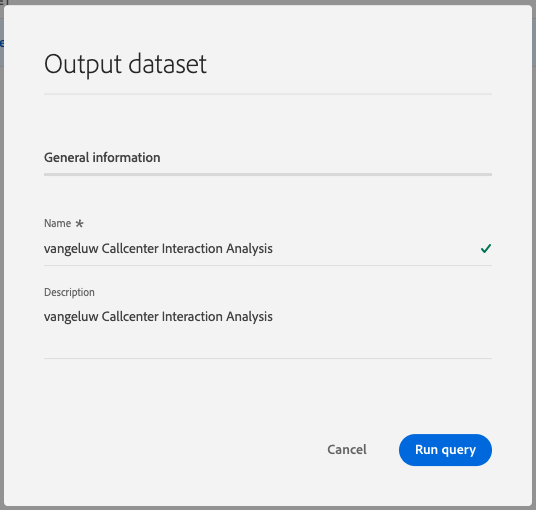 Output dataset
General information
Name *
vangeluw Callcenter Interaction Analysis
Description
vangeluw Callcenter Interaction Analysis
Cancel
Run query